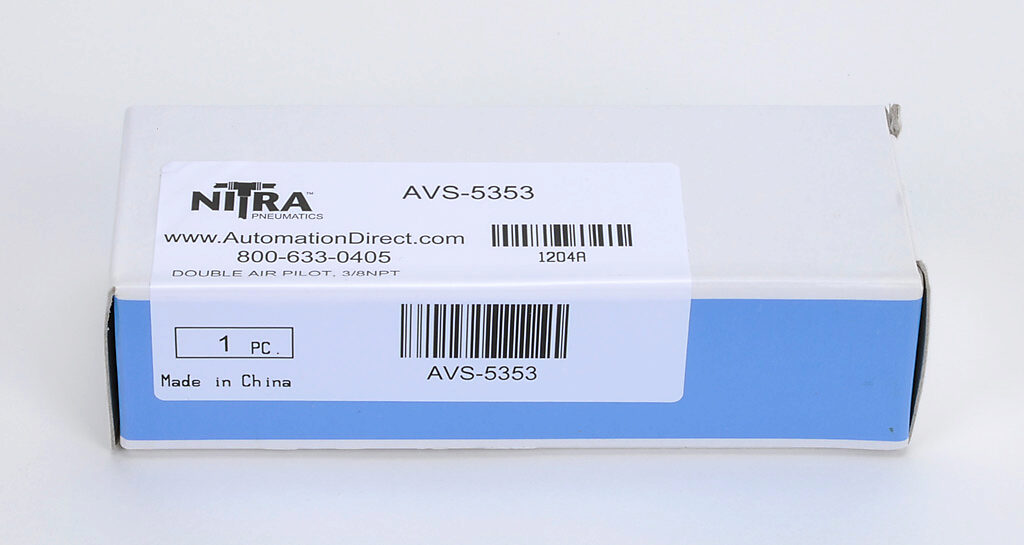 NITRA™
PNEUMATICS
AVS-5353
www.AutomationDirect.com
800-633-0405
1204A
DOUBLE AIR PILOT, 3/8NPT
1 PC.
Made in China
AVS-5353